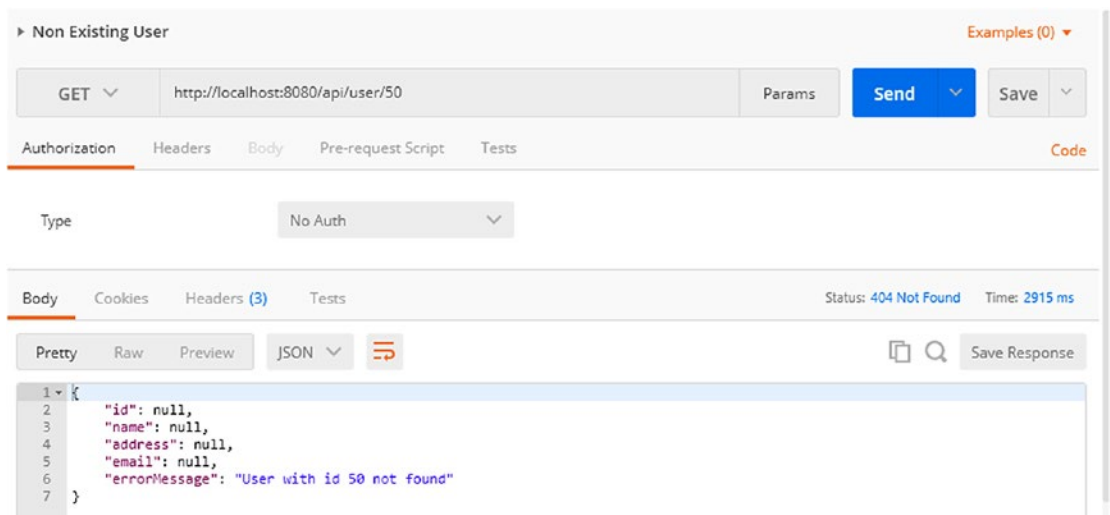 Non Existing User Examples (0)
GET http://localhost:8080/api/user/50 Params Send Save
Authorization Headers Body Pre-request Script Tests Code
Type No Auth
Body Cookies Headers (3) Tests Status: 404 Not Found Time: 2915 ms
Pretty Raw Preview JSON Save Response
1 {
2 "id": null,
3 "name": null,
4 "address": null,
5 "email": null,
6 "errorMessage": "User with id 50 not found"
7 }